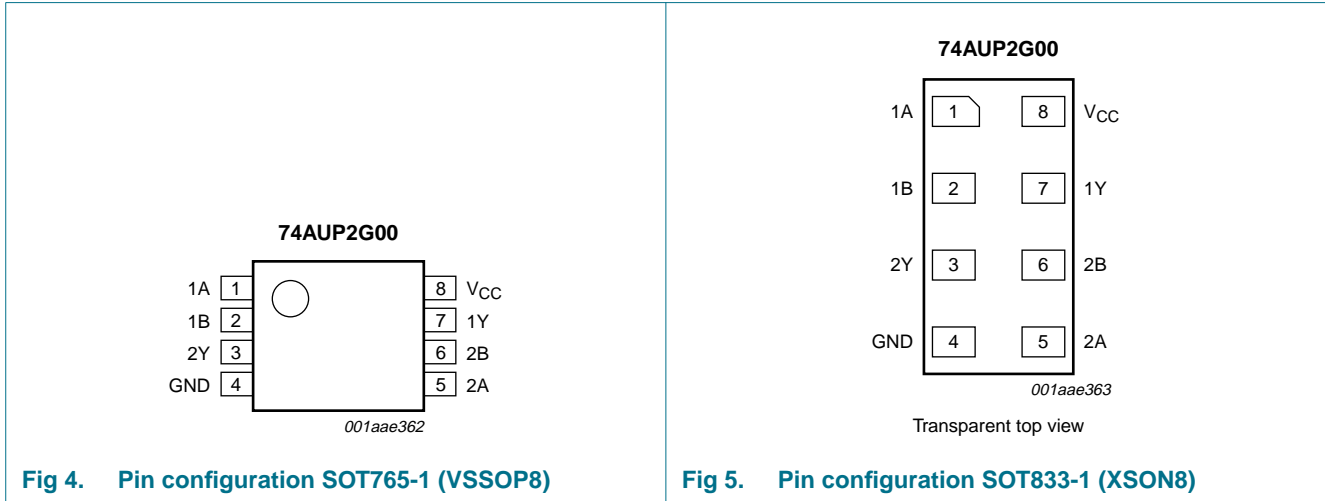 74AUP2G00
1A 1 8 VCC
1B 2 7 1Y
2Y 3 6 2B
GND 4 5 2A
001aae362
Fig 4. Pin configuration SOT765-1 (VSSOP8)
74AUP2G00
1A 1 8 VCC
1B 2 7 1Y
2Y 3 6 2B
GND 4 5 2A
001aae363
Transparent top view
Fig 5. Pin configuration SOT833-1 (XSON8)